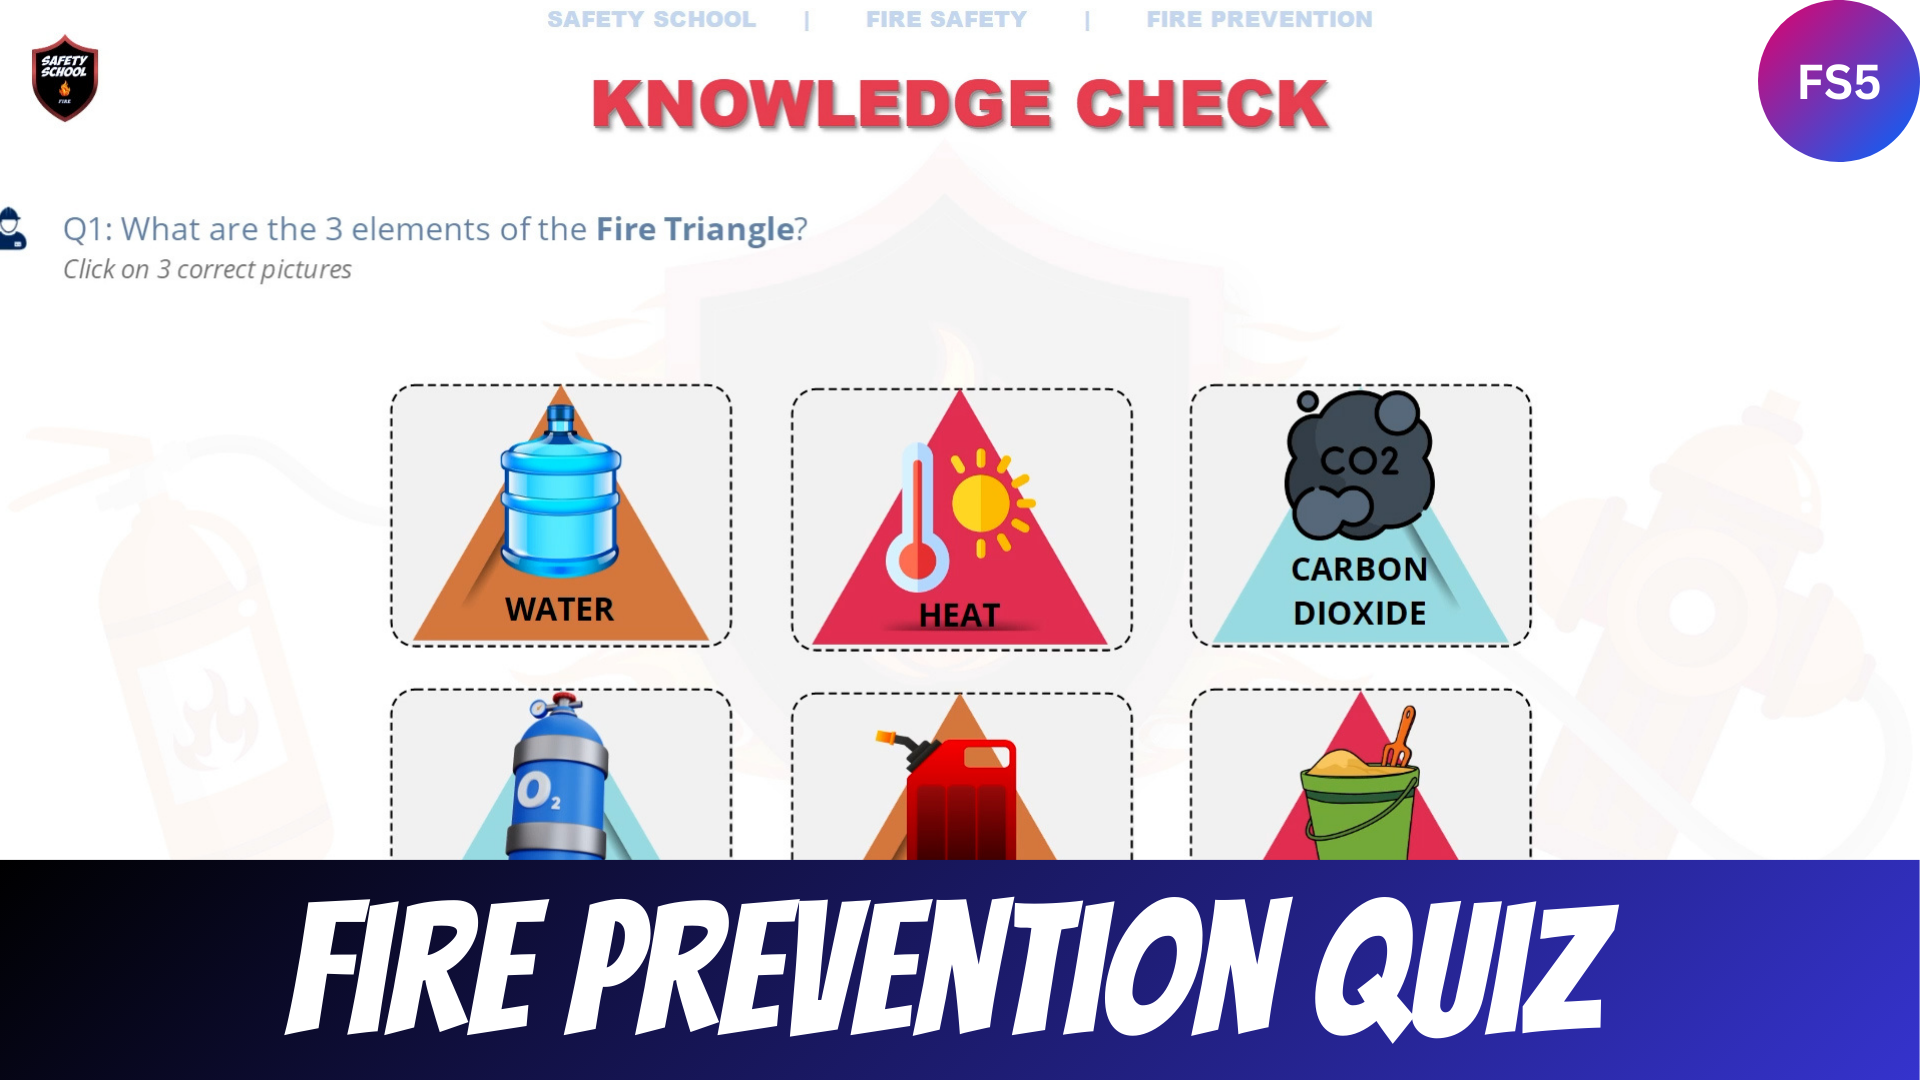 SAFETY SCHOOL | FIRE SAFETY | FIRE PREVENTION
SAFETY
SCHOOL
FIRE
KNOWLEDGE CHECK
FS5
Q1: What are the 3 elements of the Fire Triangle?
Click on 3 correct pictures
WATER
HEAT
CO2
CARBON
DIOXIDE
O2
FIRE PREVENTION QUIZ